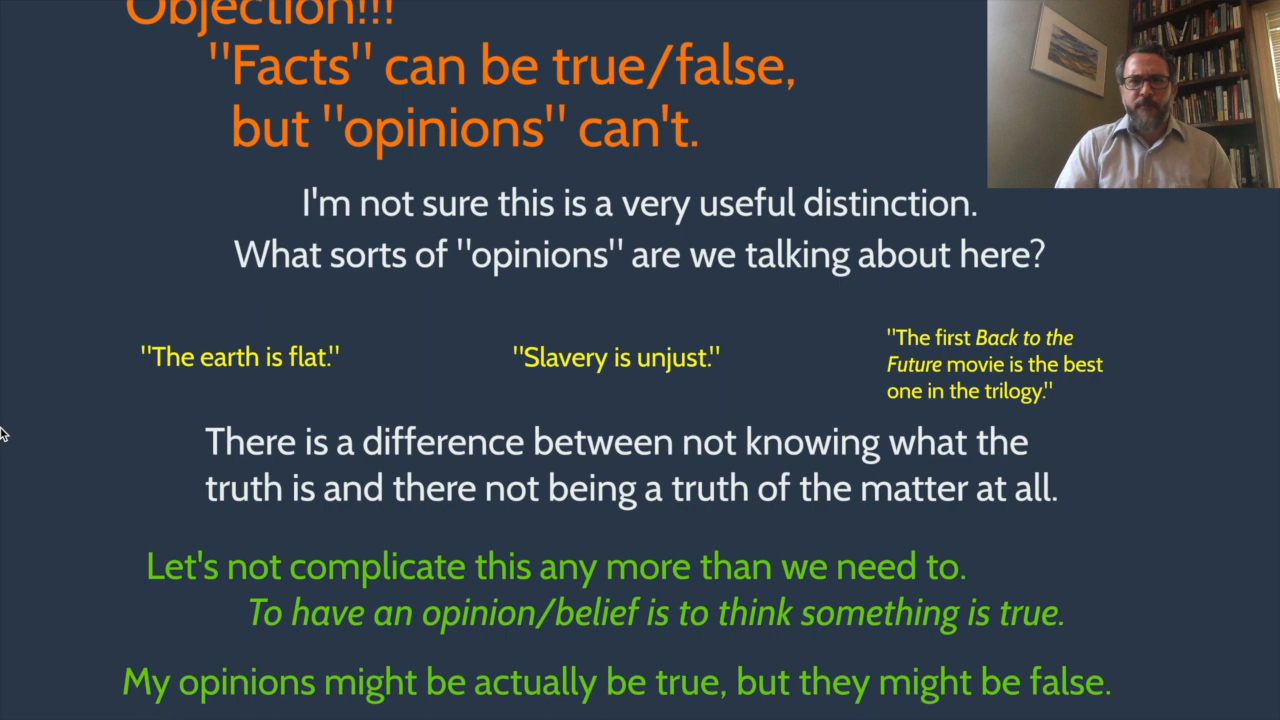 Objection!!!
"Facts" can be true/false,
but "opinions" can't.
I'm not sure this is a very useful distinction.
What sorts of "opinions" are we talking about here?
"The earth is flat."
"Slavery is unjust."
"The first Back to the
Future movie is the best
one in the trilogy."
There is a difference between not knowing what the
truth is and there not being a truth of the matter at all.
Let's not complicate this any more than we need to.
To have an opinion/belief is to think something is true.
My opinions might be actually be true, but they might be false.